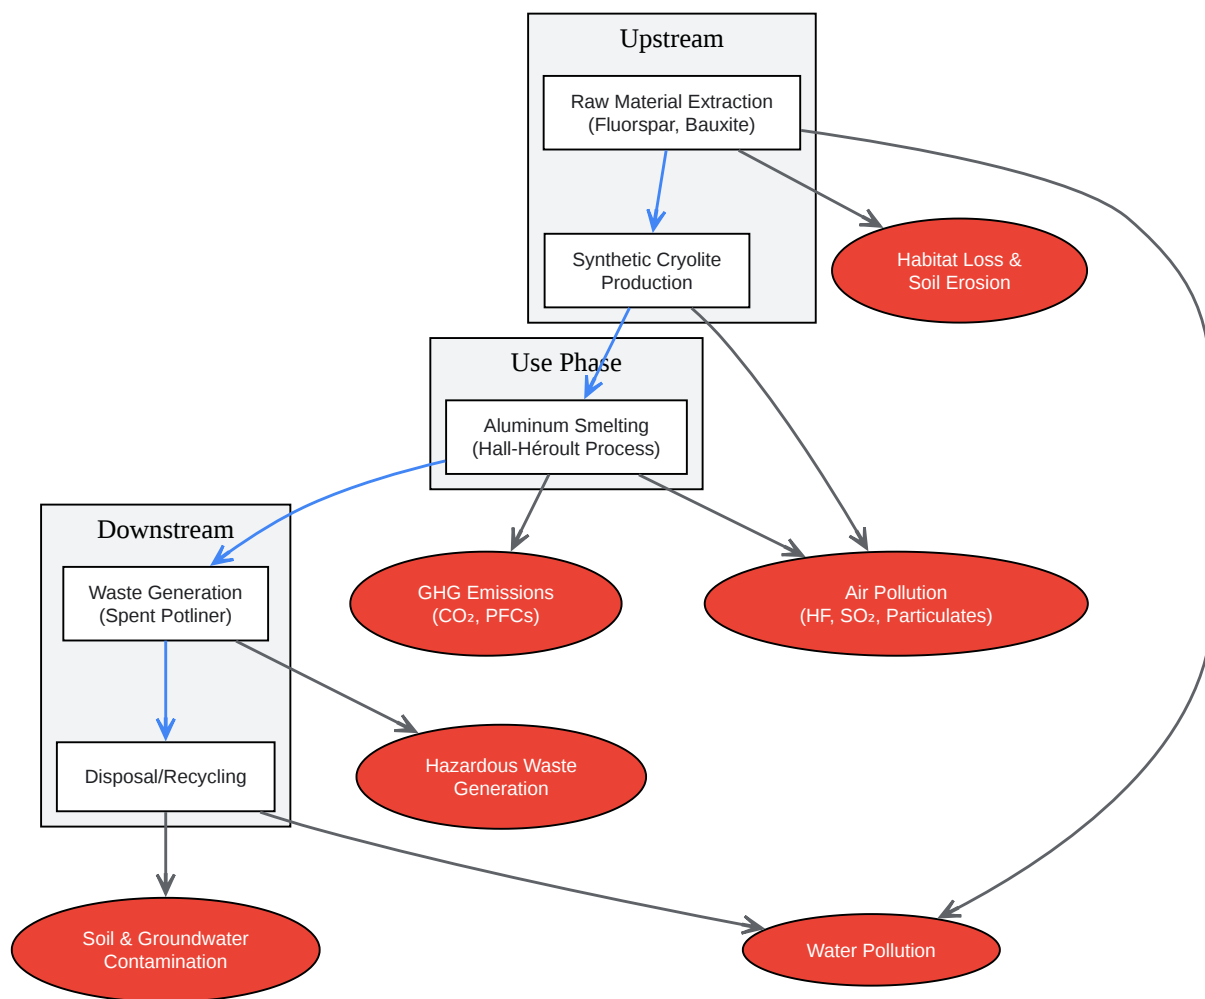 Upstream
Raw Material Extraction
(Fluorspar, Bauxite)
Synthetic Cryolite
Production
Habitat Loss &
Soil Erosion
Use Phase
Aluminum Smelting
(Hall-Héroult Process)
Downstream
Waste Generation
(Spent Potliner)
GHG Emissions
(CO₂, PFCs)
Air Pollution
(HF, SO₂, Particulates)
Disposal/Recycling
Hazardous Waste
Generation
Soil & Groundwater
Contamination
Water Pollution